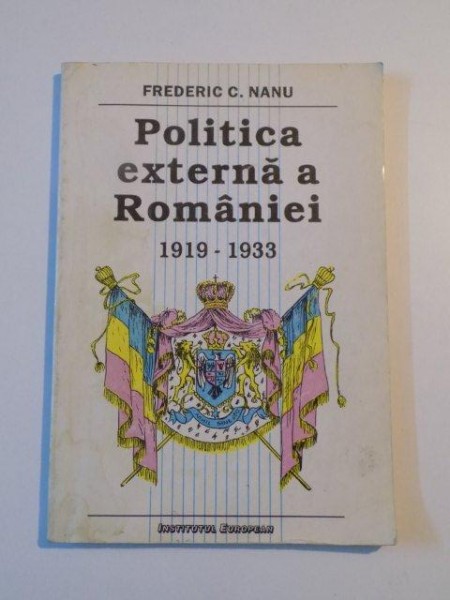 FREDERIC C. NANU
Politica
externă a
României
1919 - 1933
INSTITUTUL EUROPEAN